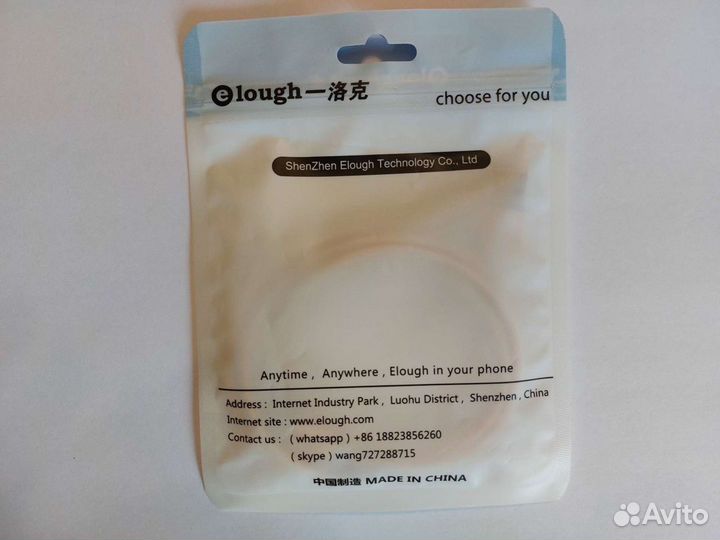 elough一洛克
choose for you
ShenZhen Elough Technology Co., Ltd
Anytime , Anywhere , Elough in your phone
Address : Internet Industry Park , Luohu District , Shenzhen , China
Internet site : www.elough.com
Contact us : ( whatsapp ) +86 18823856260
( skype ) wang727288715
中国制造 MADE IN CHINA
Avito